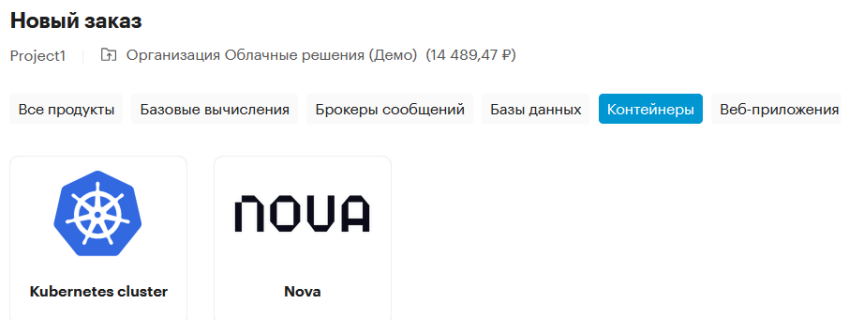 Новый заказ
Project1 Организация Облачные решения (Демо) (14 489,47 ₽)
Все продукты Базовые вычисления Брокеры сообщений Базы данных Контейнеры Веб-приложения
NOVA
Kubernetes cluster Nova